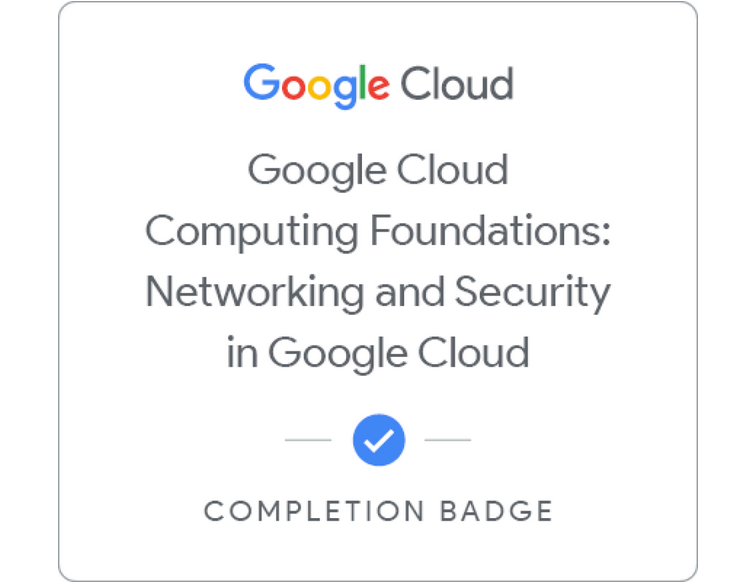 Google Cloud
Google Cloud
Computing Foundations:
Networking and Security
in Google Cloud
COMPLETION BADGE